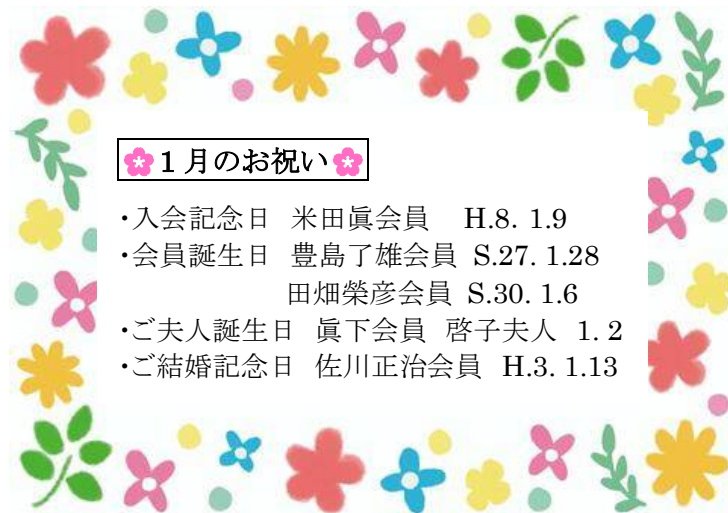 🌸１月のお祝い🌸
・入会記念日　米田眞会員　H.8. 1.9
・会員誕生日　豊島了雄会員　S.27. 1.28
田畑榮彦会員　S.30. 1.6
・ご夫人誕生日　眞下会員　啓子夫人　1. 2
・ご結婚記念日　佐川正治会員　H.3. 1.13